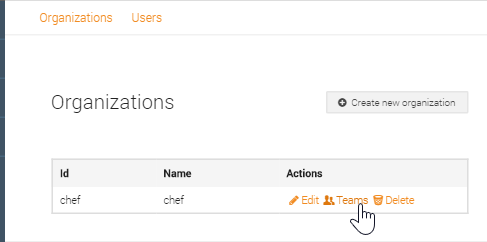 Organizations Users
Organizations
Create new organization
Id Name Actions
chef chef Edit Teams Delete